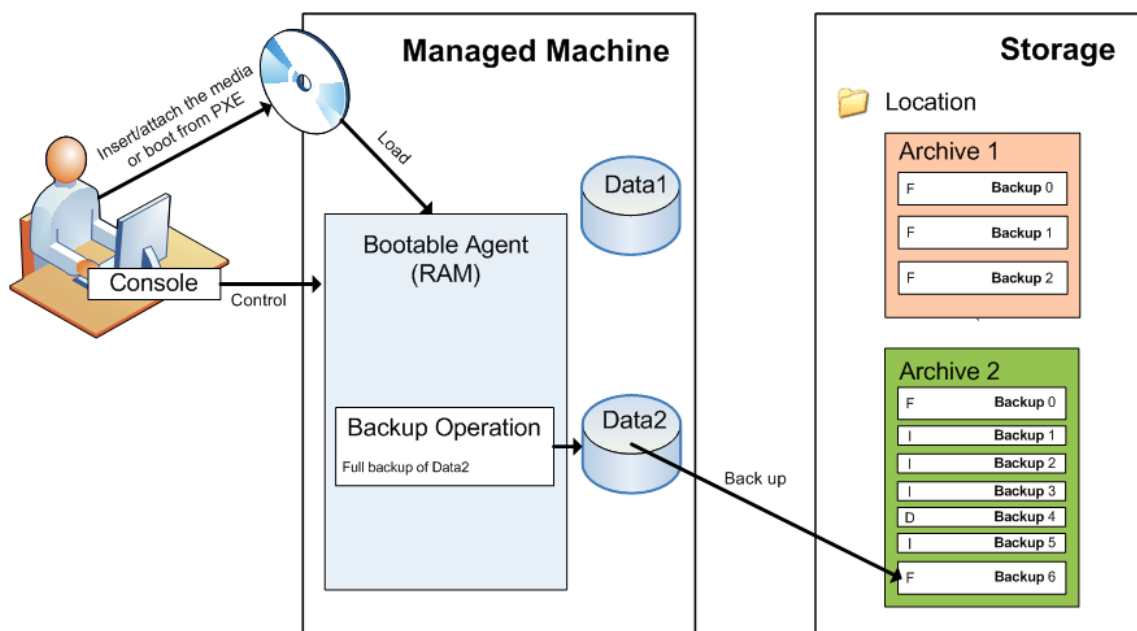 Managed Machine
Storage
Insert/attach the media
or boot from PXE
Load
Location
Archive 1
F Backup 0
F Backup 1
F Backup 2
Data1
Bootable Agent
(RAM)
Console
Control
Archive 2
F Backup 0
I Backup 1
I Backup 2
I Backup 3
D Backup 4
I Backup 5
F Backup 6
Backup Operation
Full backup of Data2
Data2
Back up